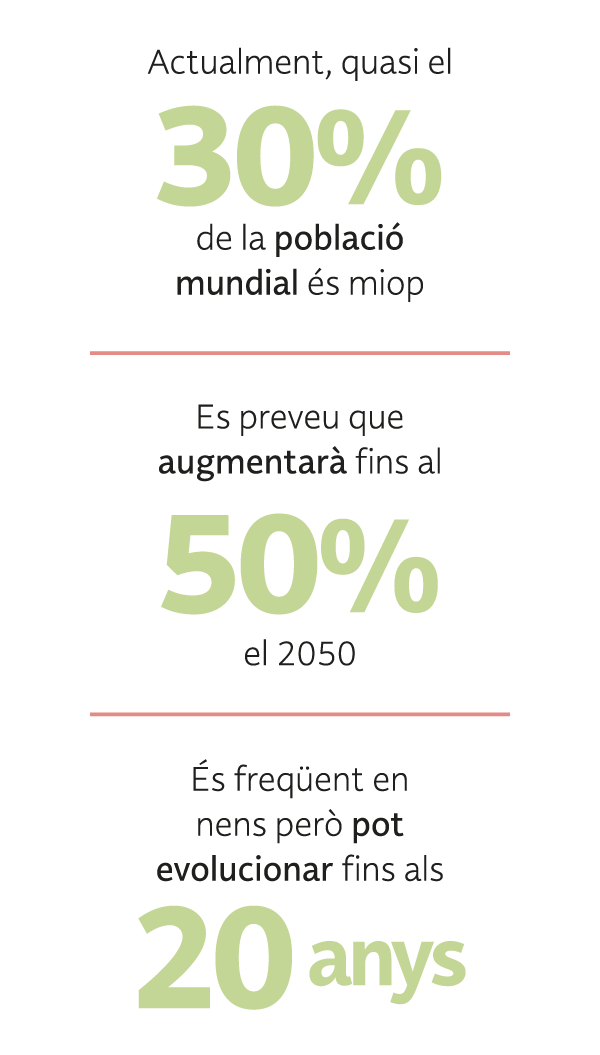 Actualment, quasi el
30%
de la població
mundial és miop
Es preveu que
augmentarà fins al
50%
el 2050
És freqüent en
nens però pot
evolucionar fins als
20 anys